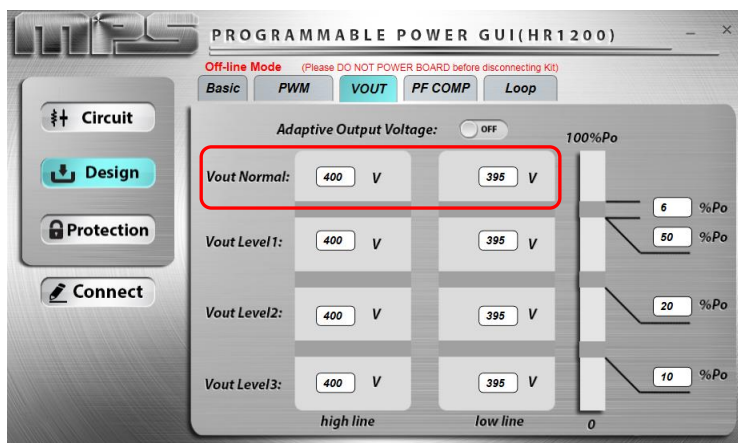 mps PROGRAMMABLE POWER GUI(HR1200) – ×
Off-line Mode (Please DO NOT POWER BOARD before disconnecting Kit)
Basic PWM VOUT PF COMP Loop
Circuit
Design
Protection
Connect
Adaptive Output Voltage: OFF
100%Po
Vout Normal: 400 V 395 V
6 %Po
Vout Level1: 400 V 395 V
50 %Po
Vout Level2: 400 V 395 V
20 %Po
Vout Level3: 400 V 395 V
10 %Po
high line low line 0